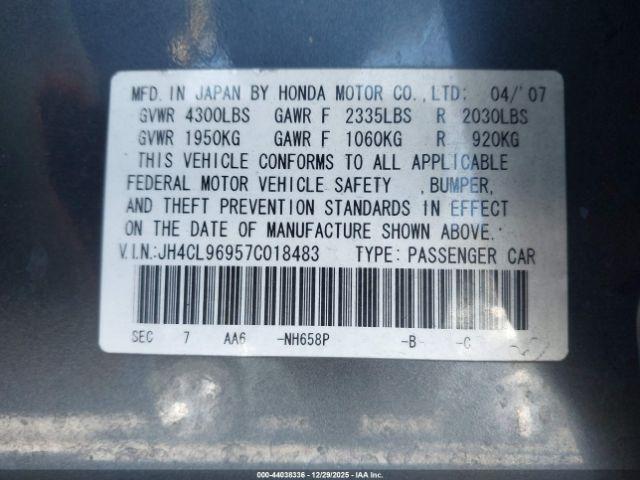 MFD. IN JAPAN BY HONDA MOTOR CO.,LTD: 04/'07
GVWR 4300LBS GAWR F 2335LBS R 2030LBS
GVWR 1950KG GAWR F 1060KG R 920KG
THIS VEHICLE CONFORMS TO ALL APPLICABLE
FEDERAL MOTOR VEHICLE SAFETY ,BUMPER,
AND THEFT PREVENTION STANDARDS IN EFFECT
ON THE DATE OF MANUFACTURE SHOWN ABOVE.
V.I.N.:JH4CL96957C018483 TYPE: PASSENGER CAR
SEC 7 AA6 -NH658P -B -C
000-44038336 - 12/29/2025 - IAA Inc.